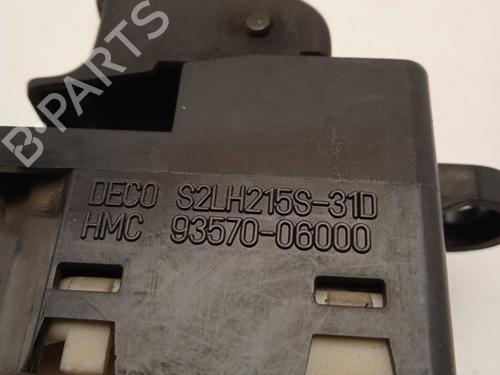 B-PARTS
DECO S2LH215S-31D
HMC 93570-06000